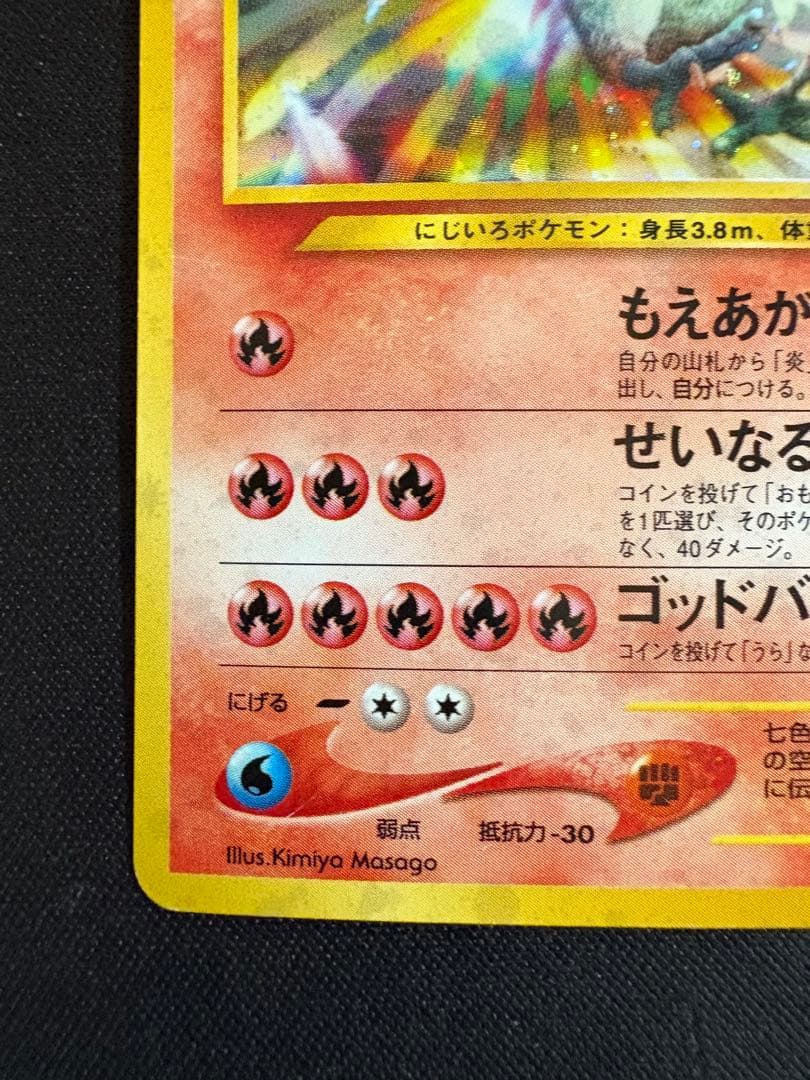 にじいろポケモン：身長3.8m、体
もえあが
自分の山札から「炎」
出し、自分につける。
せいなる
コインを投げて「おも
を1匹選び、そのポケ
なく、40ダメージ。
ゴッドバ
コインを投げて「うら」な
にげる
七色
の空
に伝
弱点
抵抗力-30
Illus.Kimiya Masago